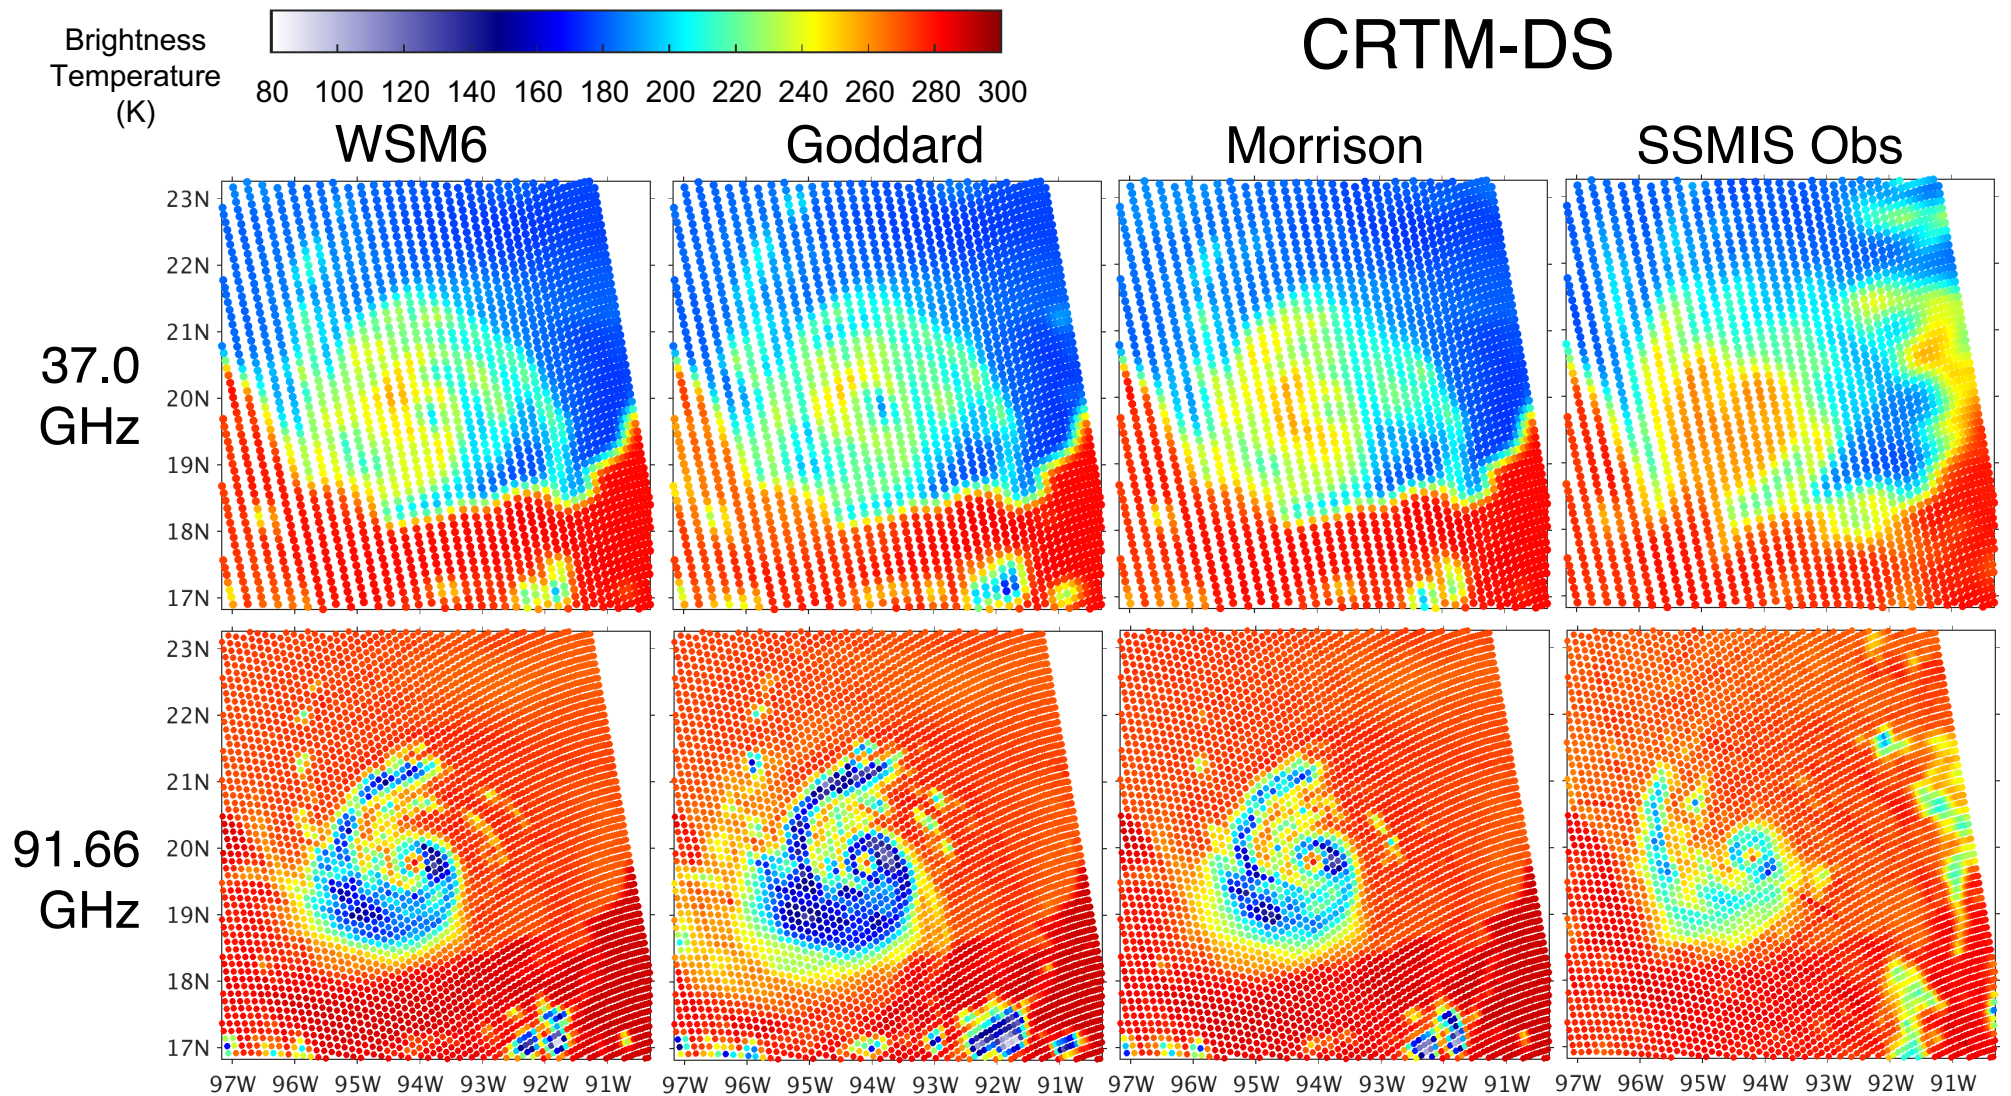 Brightness
Temperature
(K)
80 100 120 140 160 180 200 220 240 260 280 300
CRTM-DS
WSM6 Goddard Morrison SSMIS Obs
37.0
GHz
23N
22N
21N
20N
19N
18N
17N
91.66
GHz
23N
22N
21N
20N
19N
18N
17N
97W 96W 95W 94W 93W 92W 91W 97W 96W 95W 94W 93W 92W 91W 97W 96W 95W 94W 93W 92W 91W 97W 96W 95W 94W 93W 92W 91W